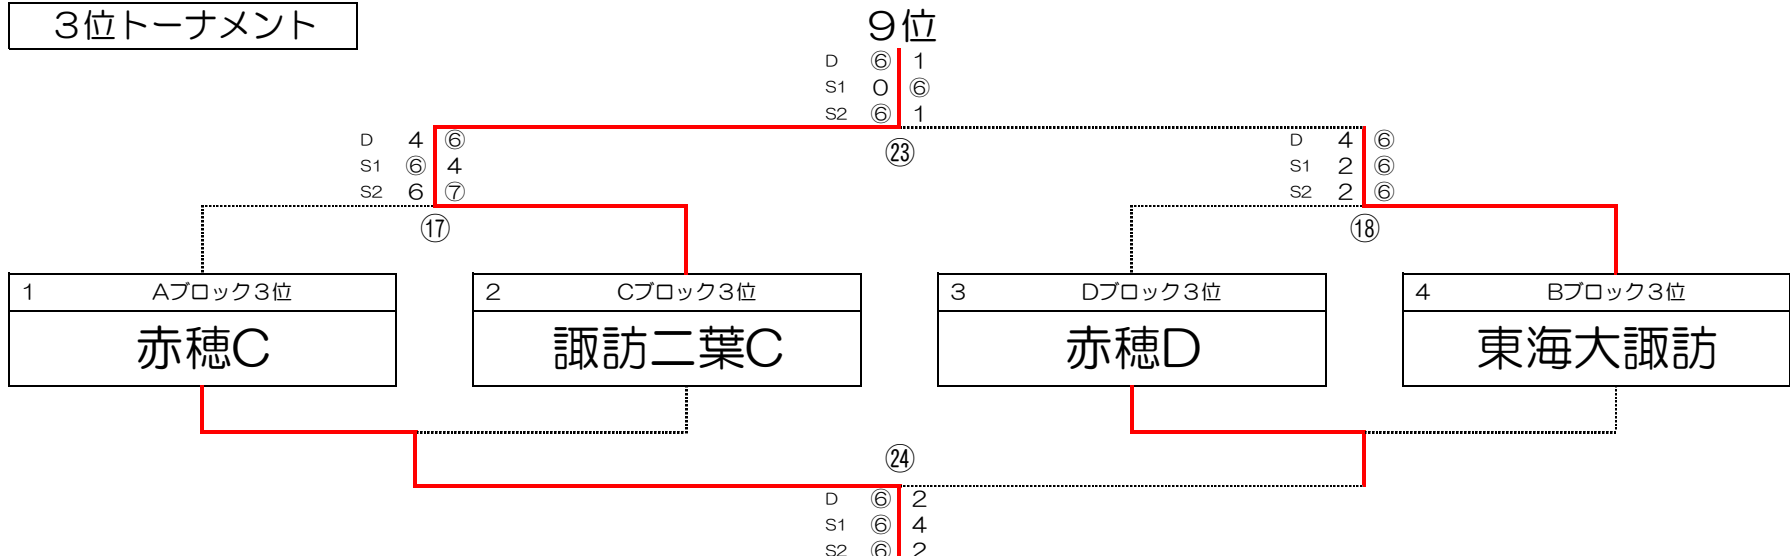 3位トーナメント
9位
D ⑥ 1
S1 0 ⑥
S2 ⑥ 1
㉓
D 4 ⑥
S1 ⑥ 4
S2 6 ⑦
⑰
D 4 ⑥
S1 2 ⑥
S2 2 ⑥
⑱
1 Aブロック3位
赤穂C
2 Cブロック3位
諏訪二葉C
3 Dブロック3位
赤穂D
4 Bブロック3位
東海大諏訪
㉔
D ⑥ 2
S1 ⑥ 4
S2 ⑥ 2